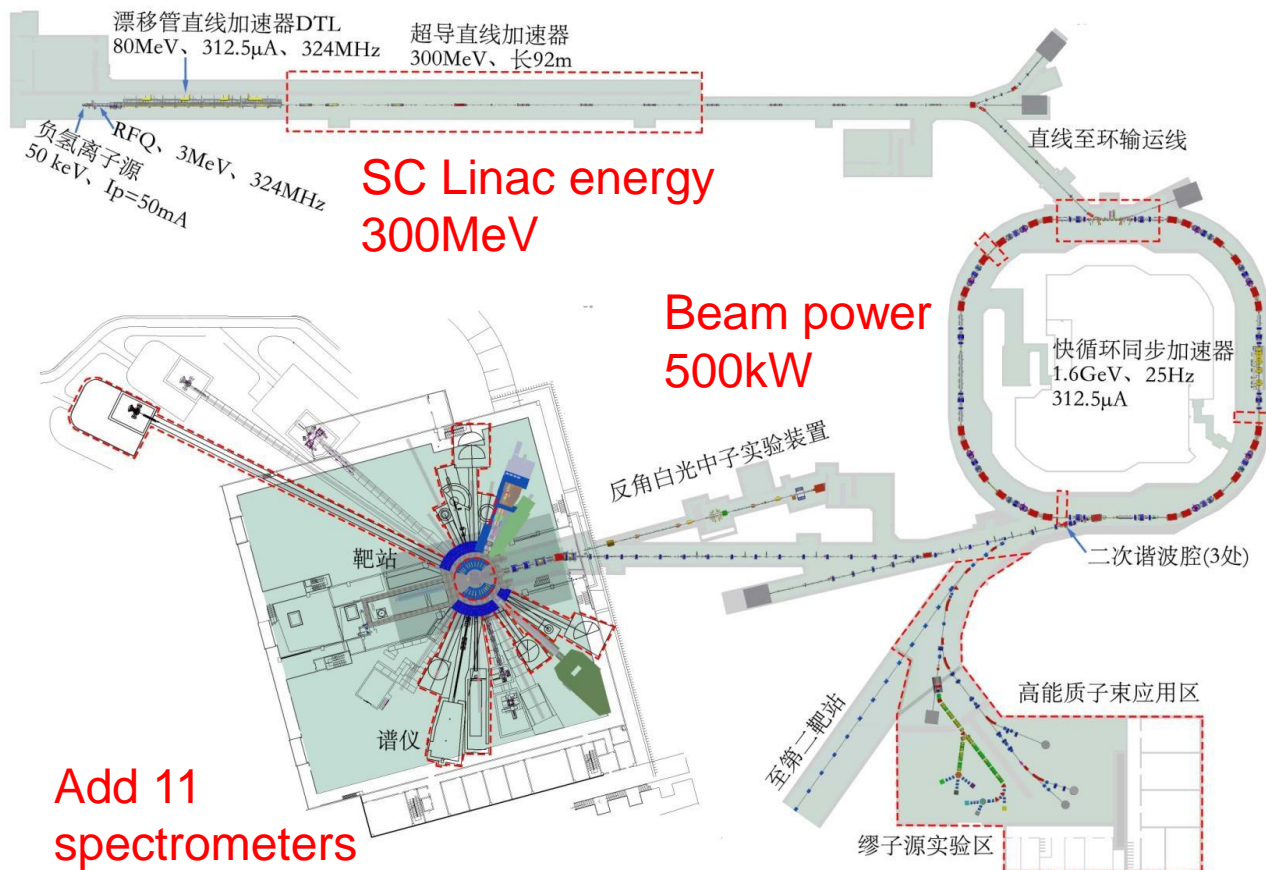 漂移管直线加速器DTL
80MeV、312.5μA、324MHz
超导直线加速器
300MeV、长92m
负氢离子源
50 keV、Ip=50mA
RFQ、3MeV、324MHz
SC Linac energy
300MeV
直线至环输运线
Beam power
500kW
快循环同步加速器
1.6GeV、25Hz
312.5μA
反角白光中子实验装置
靶站
二次谐波腔(3处)
谱仪
至第二靶站
高能质子束应用区
缪子源实验区
Add 11
spectrometers